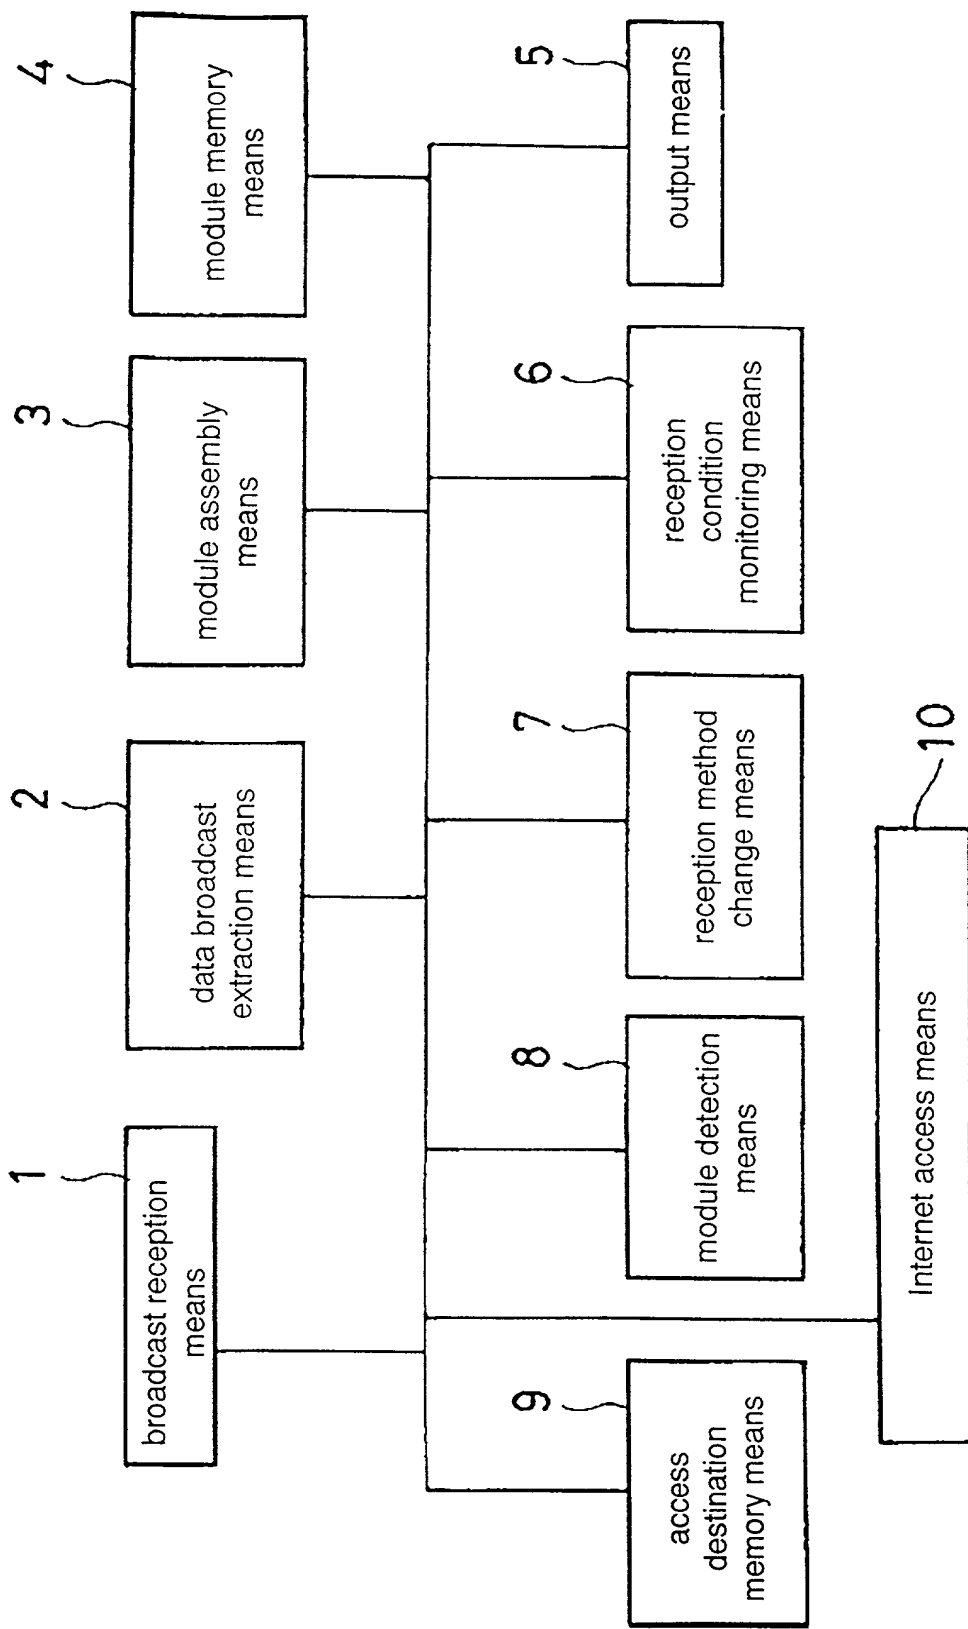 1
broadcast reception
means
2
data broadcast
extraction means
3
module assembly
means
4
module memory
means
9
access
destination
memory means
8
module detection
means
7
reception method
change means
6
reception
condition
monitoring means
5
output means
10
Internet access means